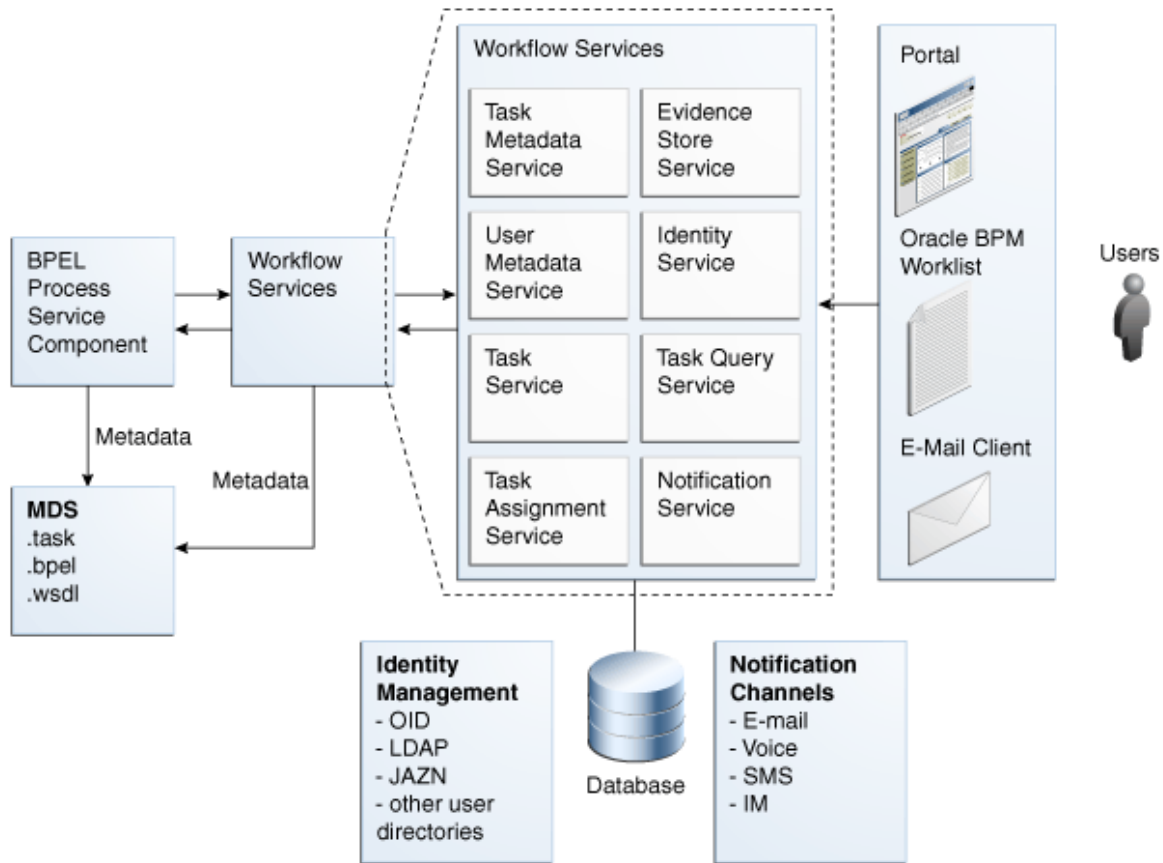 Workflow Services
Task
Metadata
Service
Evidence
Store
Service
User
Metadata
Service
Identity
Service
Task
Service
Task Query
Service
Task
Assignment
Service
Notification
Service
Portal
Oracle BPM
Worklist
E-Mail Client
Users
BPEL
Process
Service
Component
Workflow
Services
Metadata
Metadata
MDS
.task
.bpel
.wsdl
Identity
Management
- OID
- LDAP
- JAZN
- other user
directories
Database
Notification
Channels
- E-mail
- Voice
- SMS
- IM